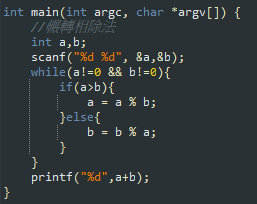 int main(int argc, char *argv[]) {
//輾轉相除法
int a,b;
scanf("%d %d", &a,&b);
while(a!=0 && b!=0){
if(a>b){
a = a % b;
}else{
b = b % a;
}
}
printf("%d",a+b);
}